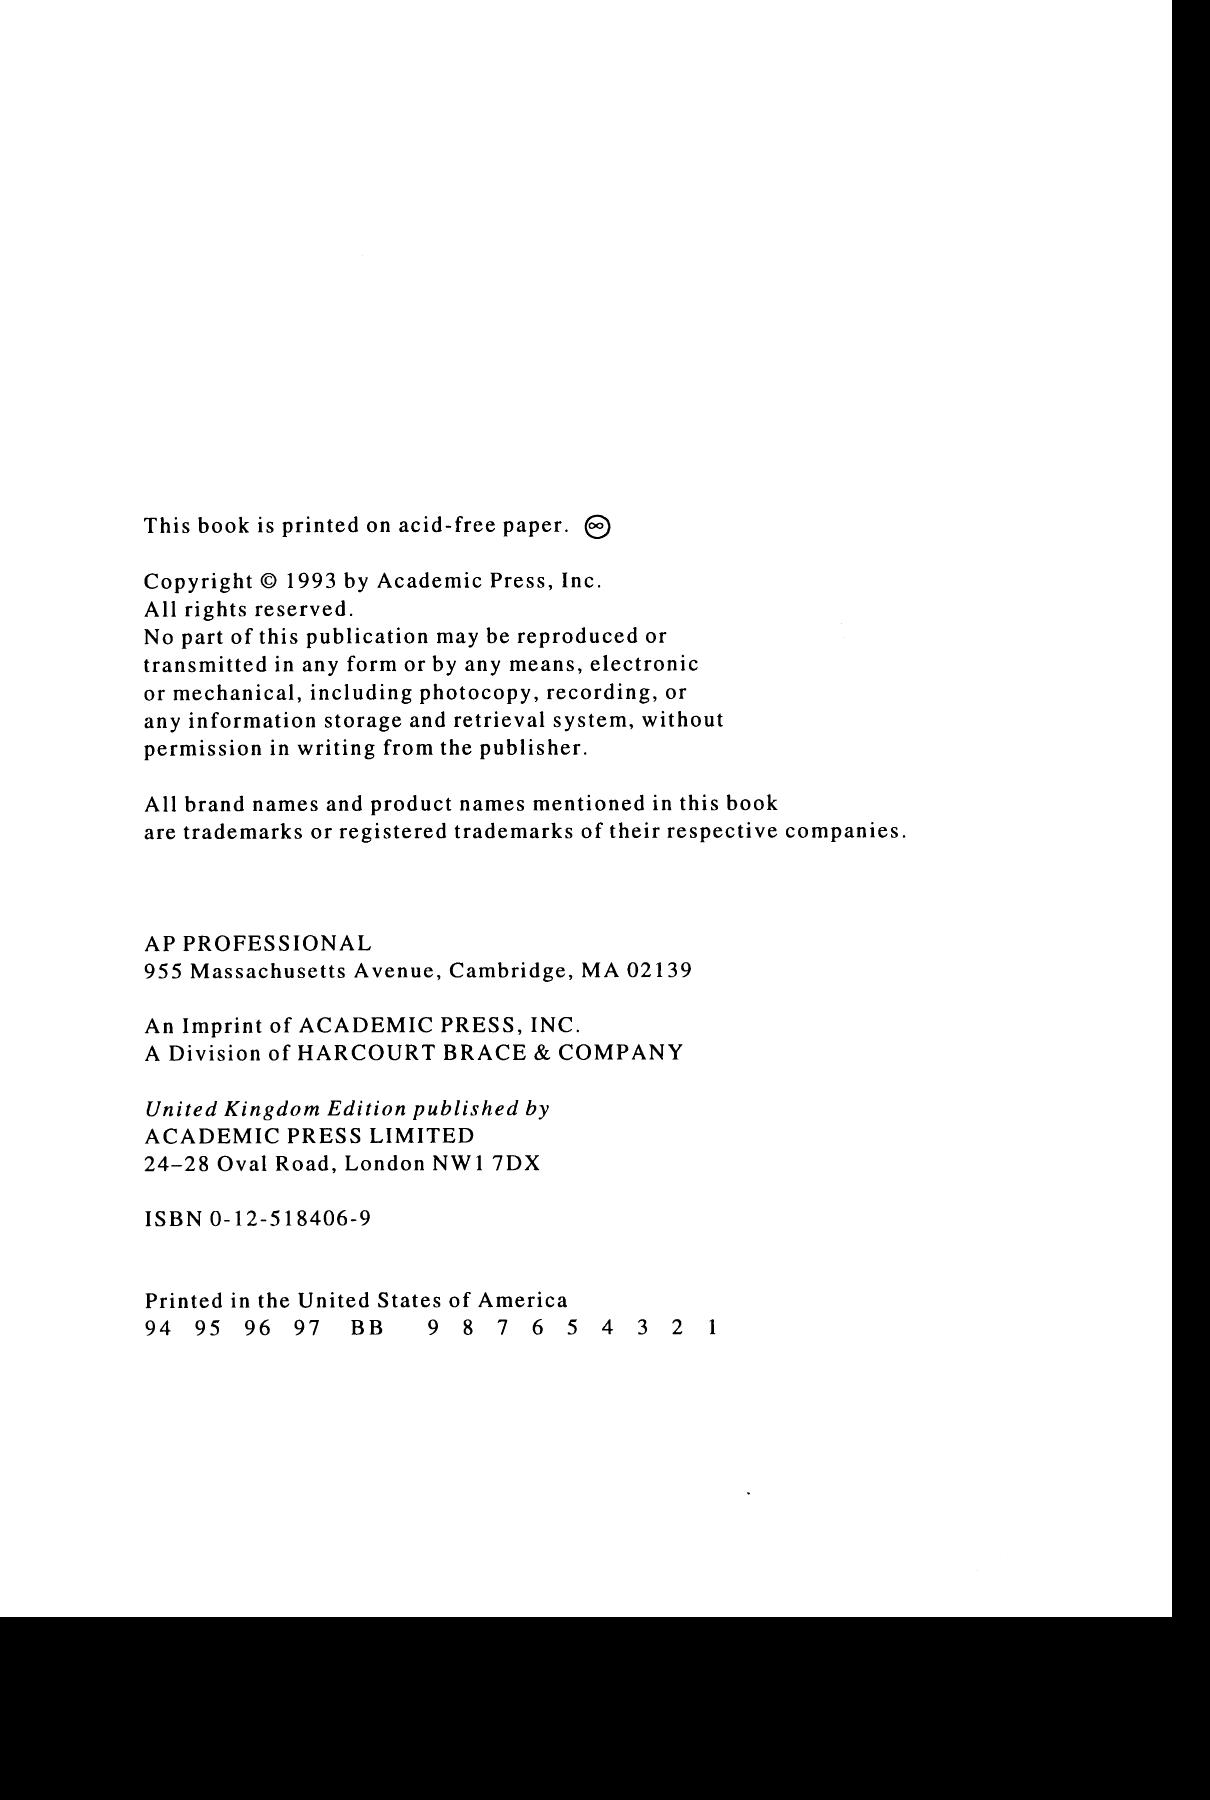 This book is printed on acid-free paper. ♾
Copyright © 1993 by Academic Press, Inc.
All rights reserved.
No part of this publication may be reproduced or
transmitted in any form or by any means, electronic
or mechanical, including photocopy, recording, or
any information storage and retrieval system, without
permission in writing from the publisher.
All brand names and product names mentioned in this book
are trademarks or registered trademarks of their respective companies.
AP PROFESSIONAL
955 Massachusetts Avenue, Cambridge, MA 02139
An Imprint of ACADEMIC PRESS, INC.
A Division of HARCOURT BRACE & COMPANY
United Kingdom Edition published by
ACADEMIC PRESS LIMITED
24–28 Oval Road, London NW1 7DX
ISBN 0-12-518406-9
Printed in the United States of America
94 95 96 97 BB 9 8 7 6 5 4 3 2 1